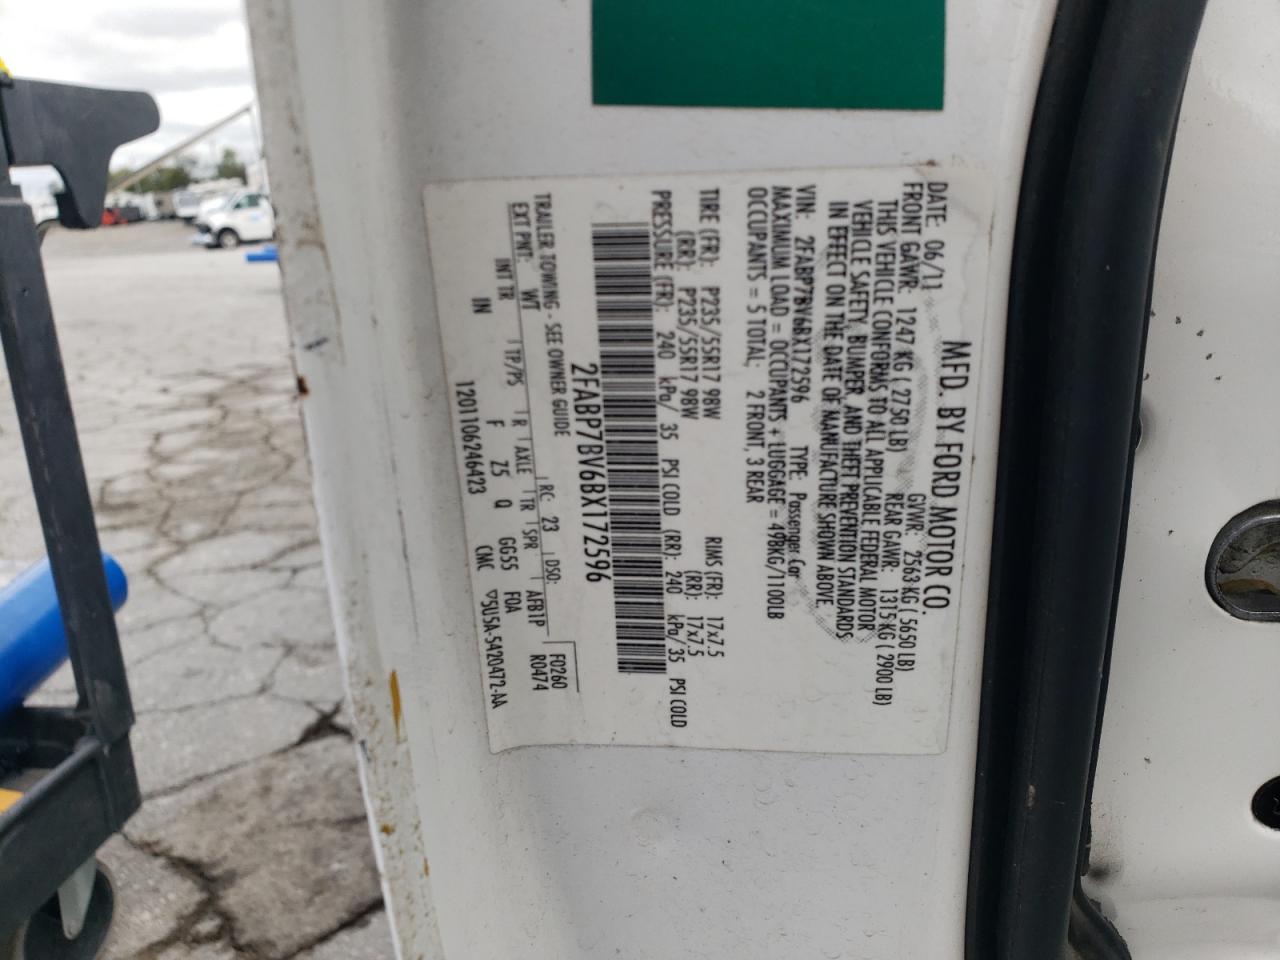 MFD. BY FORD MOTOR CO.
DATE: 06/11 GVWR: 2563 KG ( 5650 LB)
FRONT GAWR: 1247 KG ( 2750 LB) REAR GAWR: 1315 KG ( 2900 LB)
THIS VEHICLE CONFORMS TO ALL APPLICABLE FEDERAL MOTOR
VEHICLE SAFETY, BUMPER, AND THEFT PREVENTION STANDARDS
IN EFFECT ON THE DATE OF MANUFACTURE SHOWN ABOVE
VIN: 2FABP7BV6BX172596 TYPE: Passenger Car
MAXIMUM LOAD = OCCUPANTS + LUGGAGE = 498KG/1100LB
OCCUPANTS = 5 TOTAL; 2 FRONT, 3 REAR
TIRE (FR): P235/55R17 98W RIMS (FR): 17x7.5
(RR): P235/55R17 98W (RR): 17x7.5
PRESSURE (FR): 240 kPa/ 35 PSI COLD (RR): 240 kPa/35 PSI COLD
2FABP7BV6BX172596
TRAILER TOWING - SEE OWNER GUIDE F0260
EXT PNT: WT RC: 23 DSO: R0474
INT TR TP/PS R AXLE TR SPR AFB1P
IN F Z5 Q GG55 FOA
1201106246423 CMC ▽5U5A-5420472-AA